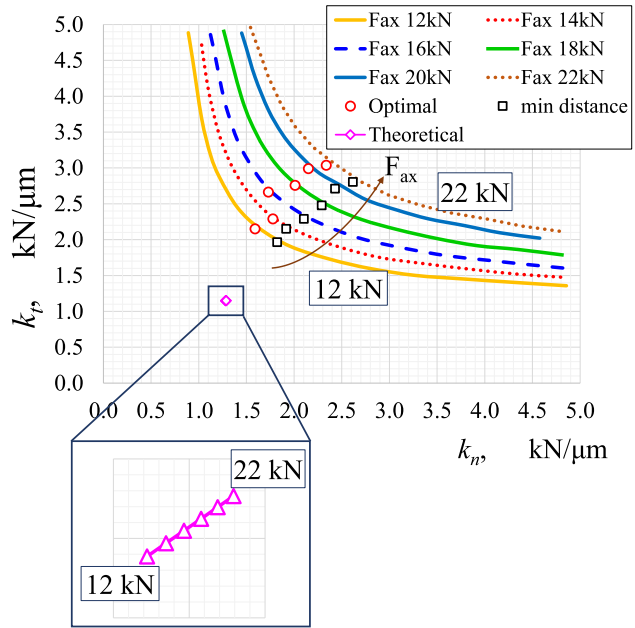 5.0
4.5
4.0
3.5
3.0
2.5
2.0
1.5
1.0
0.5
0.0
kt, kN/μm
Fax 12kN Fax 14kN
Fax 16kN Fax 18kN
Fax 20kN Fax 22kN
Optimal min distance
Theoretical
Fax
22 kN
12 kN
0.0 0.5 1.0 1.5 2.0 2.5 3.0 3.5 4.0 4.5 5.0
kn, kN/μm
22 kN
12 kN